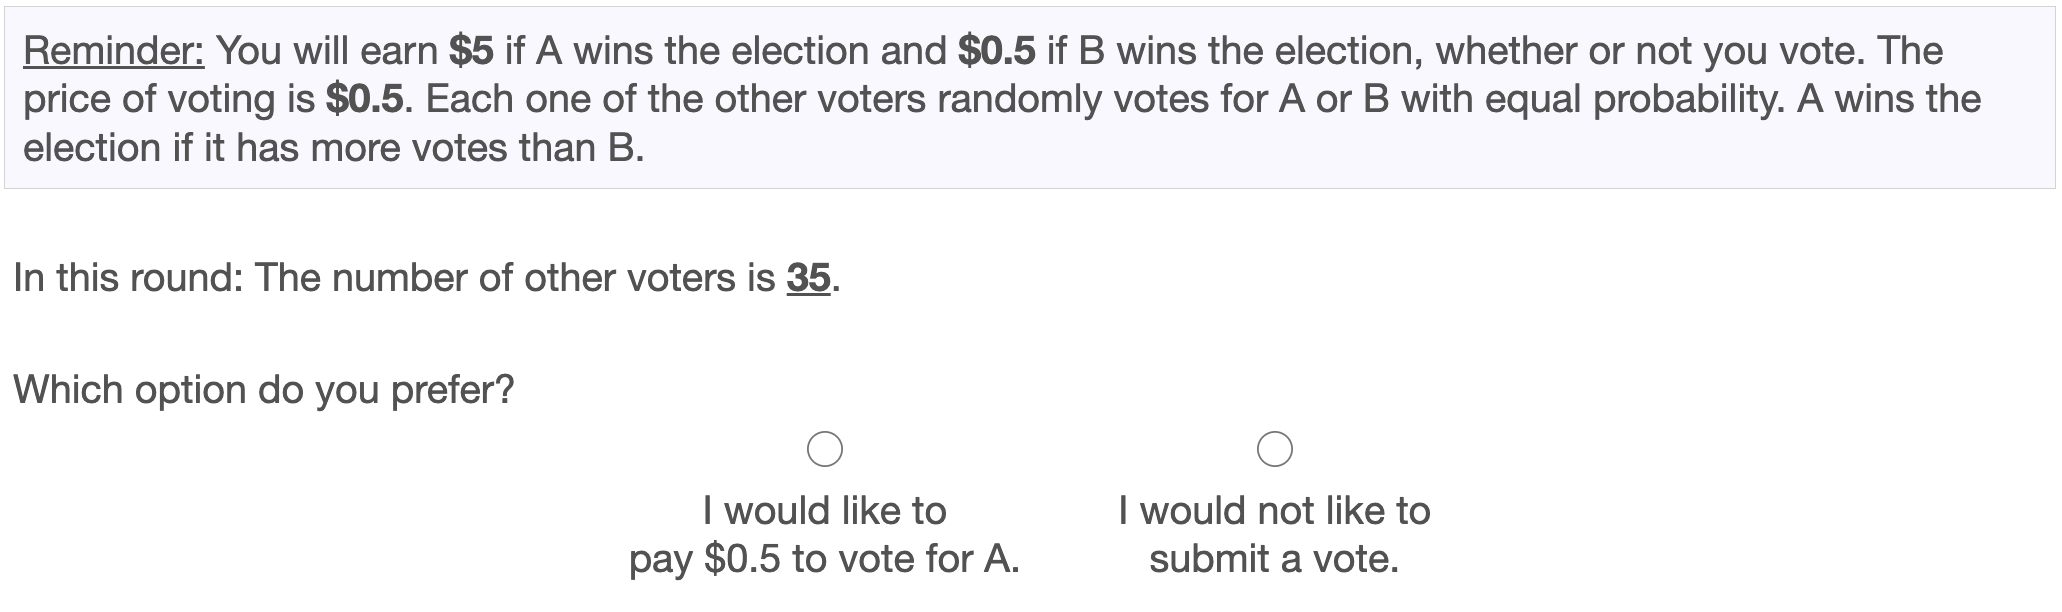 Reminder: You will earn $5 if A wins the election and $0.5 if B wins the election, whether or not you vote. The
price of voting is $0.5. Each one of the other voters randomly votes for A or B with equal probability. A wins the
election if it has more votes than B.
In this round: The number of other voters is 35.
Which option do you prefer?
I would like to
pay $0.5 to vote for A.
I would not like to
submit a vote.